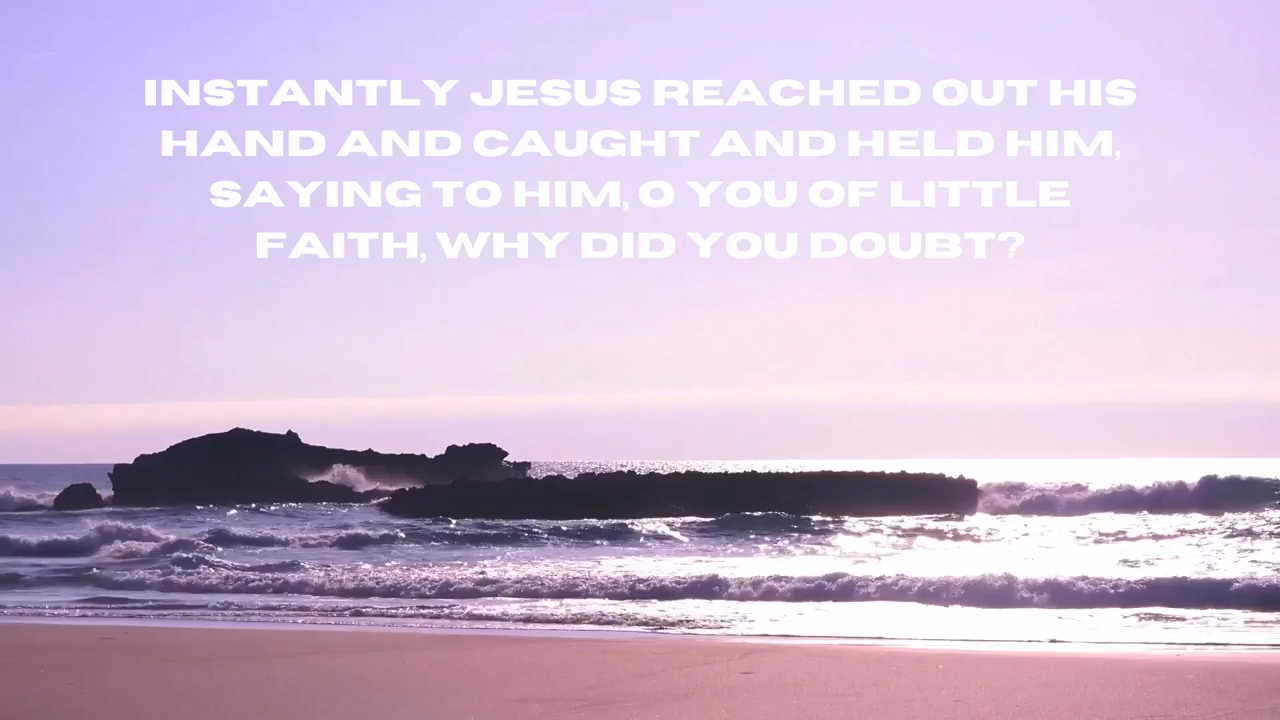 INSTANTLY JESUS REACHED OUT HIS
HAND AND CAUGHT AND HELD HIM,
SAYING TO HIM, O YOU OF LITTLE
FAITH, WHY DID YOU DOUBT?